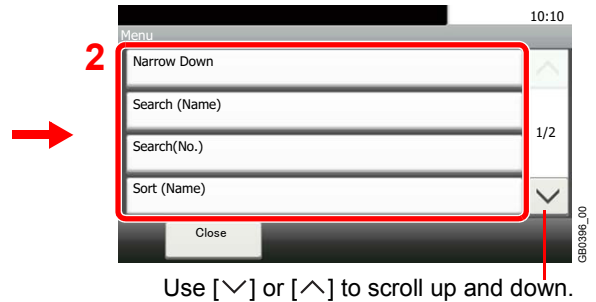 10:10
Menu
2
Narrow Down
Search (Name)
Search(No.)
1/2
Sort (Name)
Close
GB0396_00
Use [∨] or [∧] to scroll up and down.